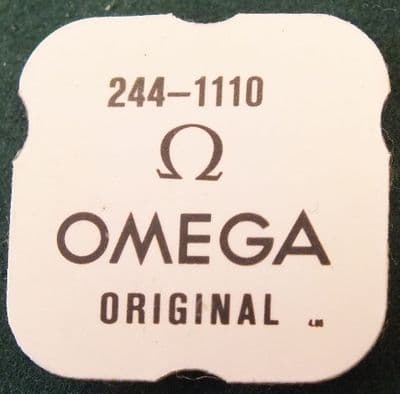 244-1110
Ω
OMEGA
ORIGINAL